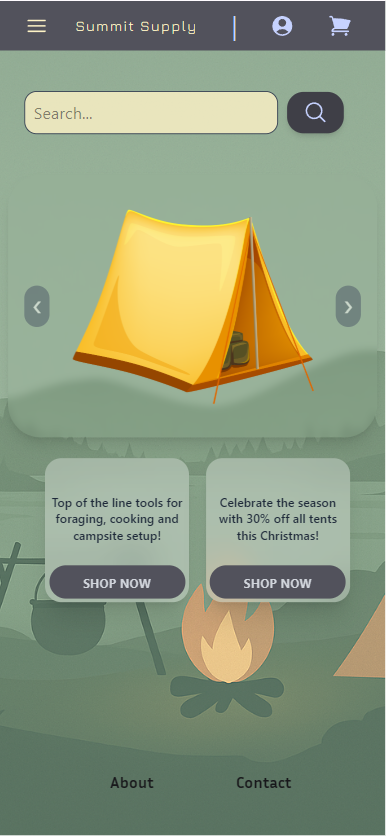 Summit Supply
Search...
Top of the line tools for
foraging, cooking and
campsite setup!
SHOP NOW
Celebrate the season
with 30% off all tents
this Christmas!
SHOP NOW
About
Contact